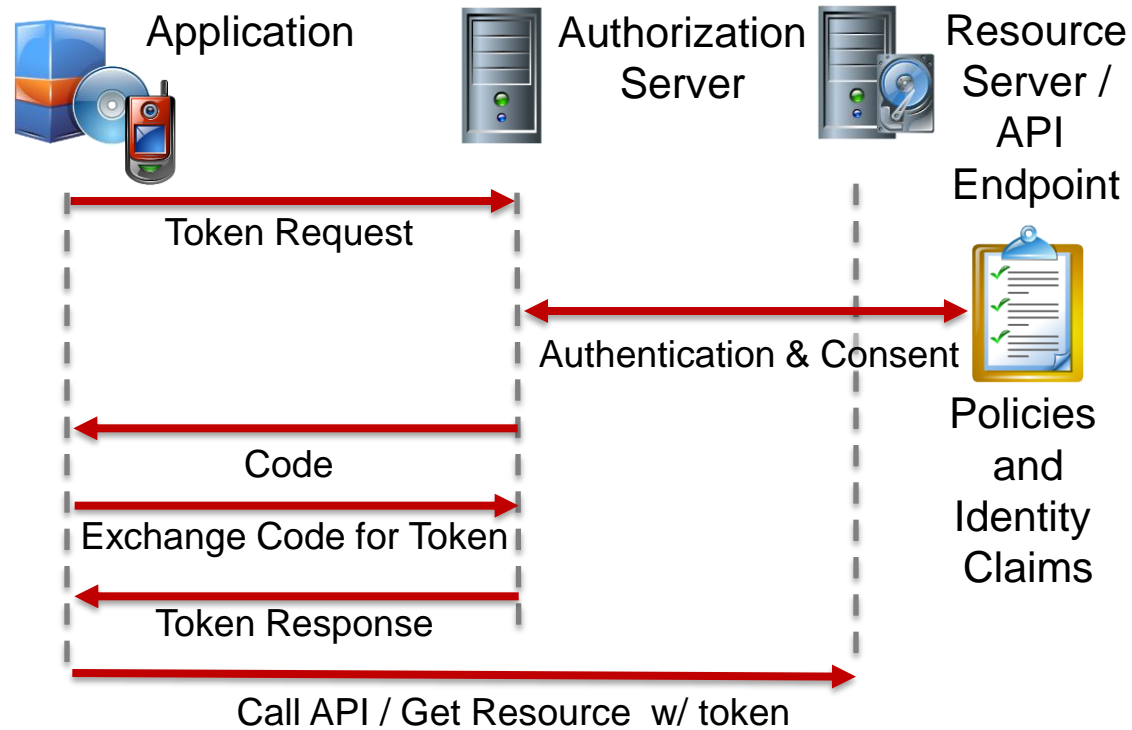 Application
Authorization
Server
Resource
Server /
API
Endpoint
Token Request
Authentication & Consent
Policies
and
Identity
Claims
Code
Exchange Code for Token
Token Response
Call API / Get Resource w/ token